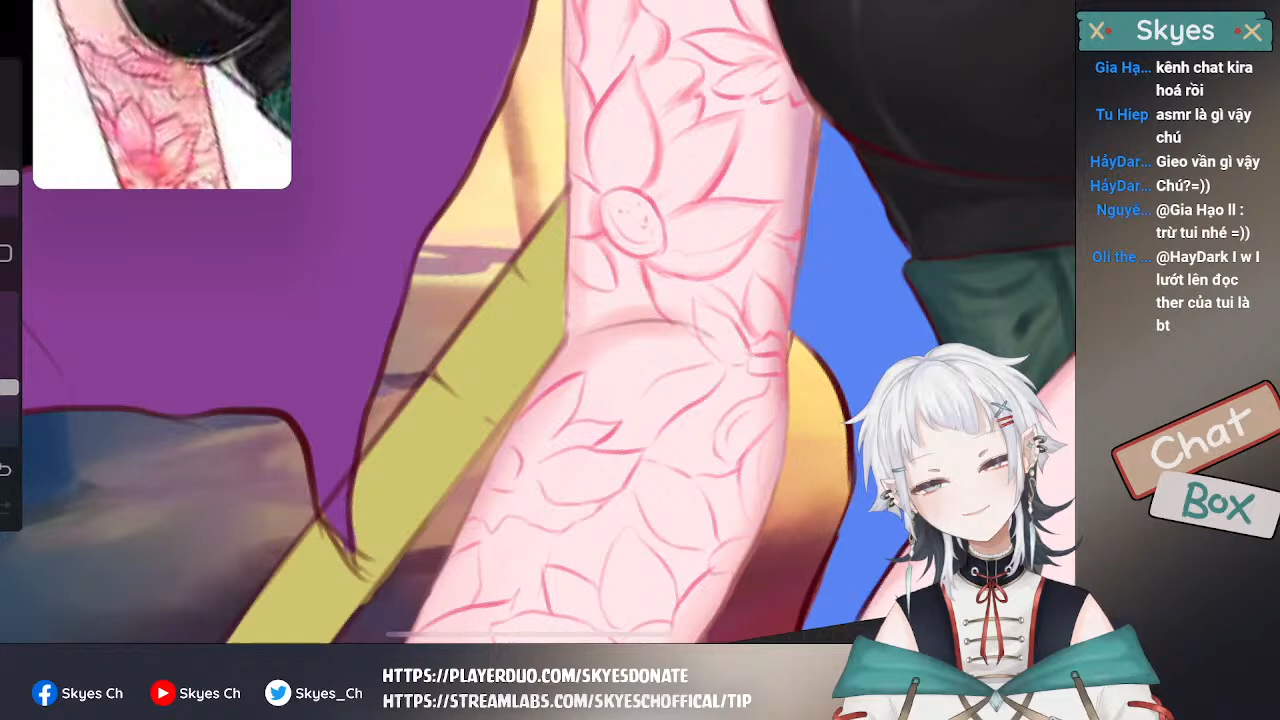 Skyes
Gia Hạ... kênh chat kira
hoá rồi
Tu Hiep asmr là gì vậy
chú
HảyDar... Gieo vần gì vậy
HảyDar... Chú?=))
Nguyê... @Gia Hạo ll :
trừ tui nhé =))
Oli the ... @HayDark I w I
lướt lên đọc
ther của tui là
bt
Chat
Box
Skyes Ch
Skyes Ch
Skyes_Ch
HTTPS://PLAYERDUO.COM/SKYESDONATE
HTTPS://STREAMLABS.COM/SKYESCHOFFICAL/TIP